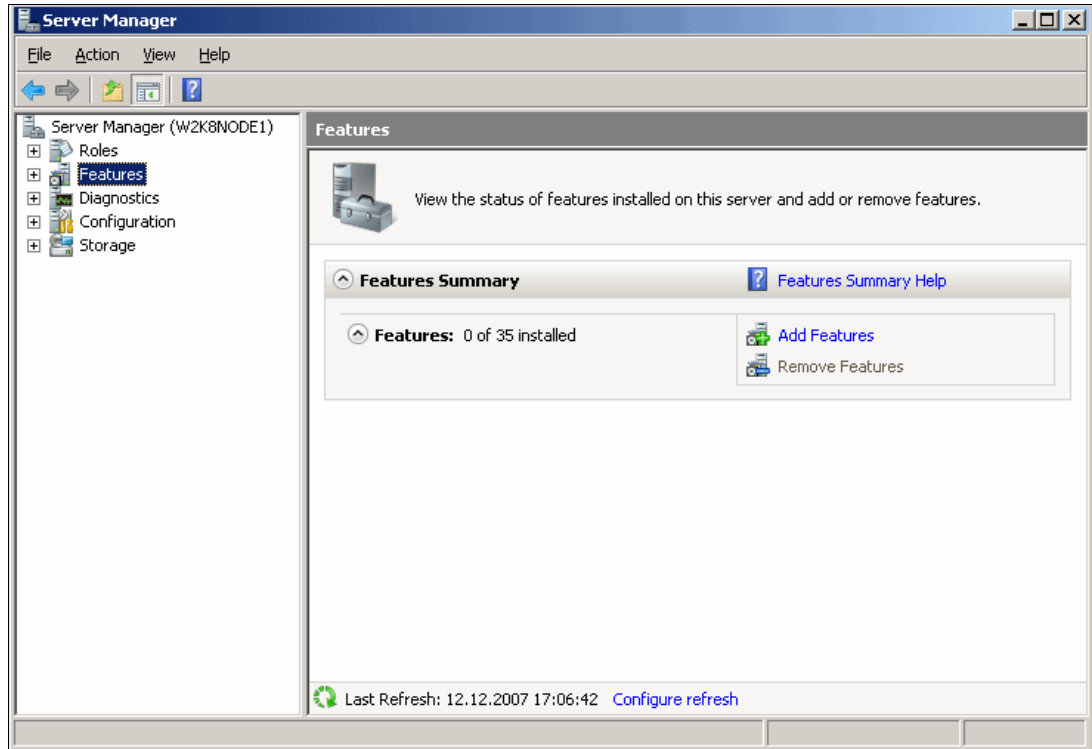 Server Manager
File Action View Help
Server Manager (W2K8NODE1)
Roles
Features
Diagnostics
Configuration
Storage
Features
View the status of features installed on this server and add or remove features.
Features Summary
Features Summary Help
Features: 0 of 35 installed
Add Features
Remove Features
Last Refresh: 12.12.2007 17:06:42 Configure refresh